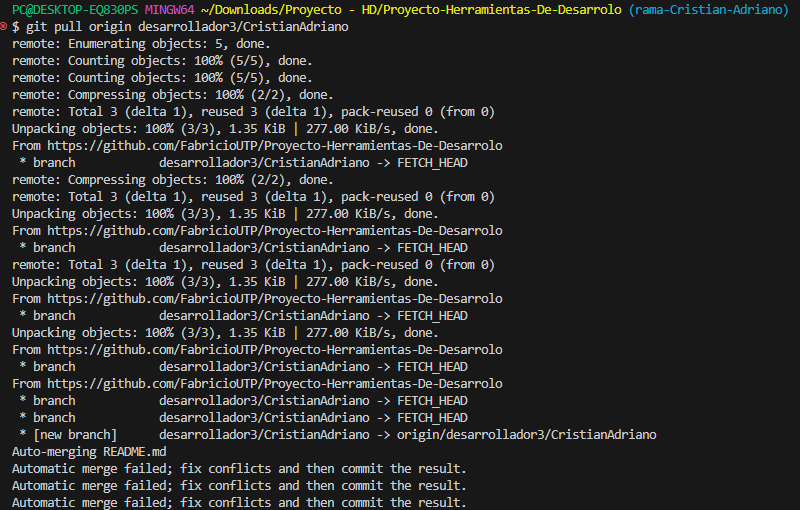 PC@DESKTOP-EQ830PS MINGW64 ~/Downloads/Proyecto - HD/Proyecto-Herramientas-De-Desarrolo (rama-Cristian-Adriano)
$ git pull origin desarrollador3/CristianAdriano
remote: Enumerating objects: 5, done.
remote: Counting objects: 100% (5/5), done.
remote: Counting objects: 100% (5/5), done.
remote: Compressing objects: 100% (2/2), done.
remote: Total 3 (delta 1), reused 3 (delta 1), pack-reused 0 (from 0)
Unpacking objects: 100% (3/3), 1.35 KiB | 277.00 KiB/s, done.
From https://github.com/FabricioUTP/Proyecto-Herramientas-De-Desarrolo
 * branch            desarrollador3/CristianAdriano -> FETCH_HEAD
remote: Compressing objects: 100% (2/2), done.
remote: Total 3 (delta 1), reused 3 (delta 1), pack-reused 0 (from 0)
Unpacking objects: 100% (3/3), 1.35 KiB | 277.00 KiB/s, done.
From https://github.com/FabricioUTP/Proyecto-Herramientas-De-Desarrolo
 * branch            desarrollador3/CristianAdriano -> FETCH_HEAD
remote: Total 3 (delta 1), reused 3 (delta 1), pack-reused 0 (from 0)
Unpacking objects: 100% (3/3), 1.35 KiB | 277.00 KiB/s, done.
From https://github.com/FabricioUTP/Proyecto-Herramientas-De-Desarrolo
 * branch            desarrollador3/CristianAdriano -> FETCH_HEAD
Unpacking objects: 100% (3/3), 1.35 KiB | 277.00 KiB/s, done.
From https://github.com/FabricioUTP/Proyecto-Herramientas-De-Desarrolo
 * branch            desarrollador3/CristianAdriano -> FETCH_HEAD
From https://github.com/FabricioUTP/Proyecto-Herramientas-De-Desarrolo
 * branch            desarrollador3/CristianAdriano -> FETCH_HEAD
 * branch            desarrollador3/CristianAdriano -> FETCH_HEAD
 * [new branch]      desarrollador3/CristianAdriano -> origin/desarrollador3/CristianAdriano
Auto-merging README.md
Automatic merge failed; fix conflicts and then commit the result.
Automatic merge failed; fix conflicts and then commit the result.
Automatic merge failed; fix conflicts and then commit the result.